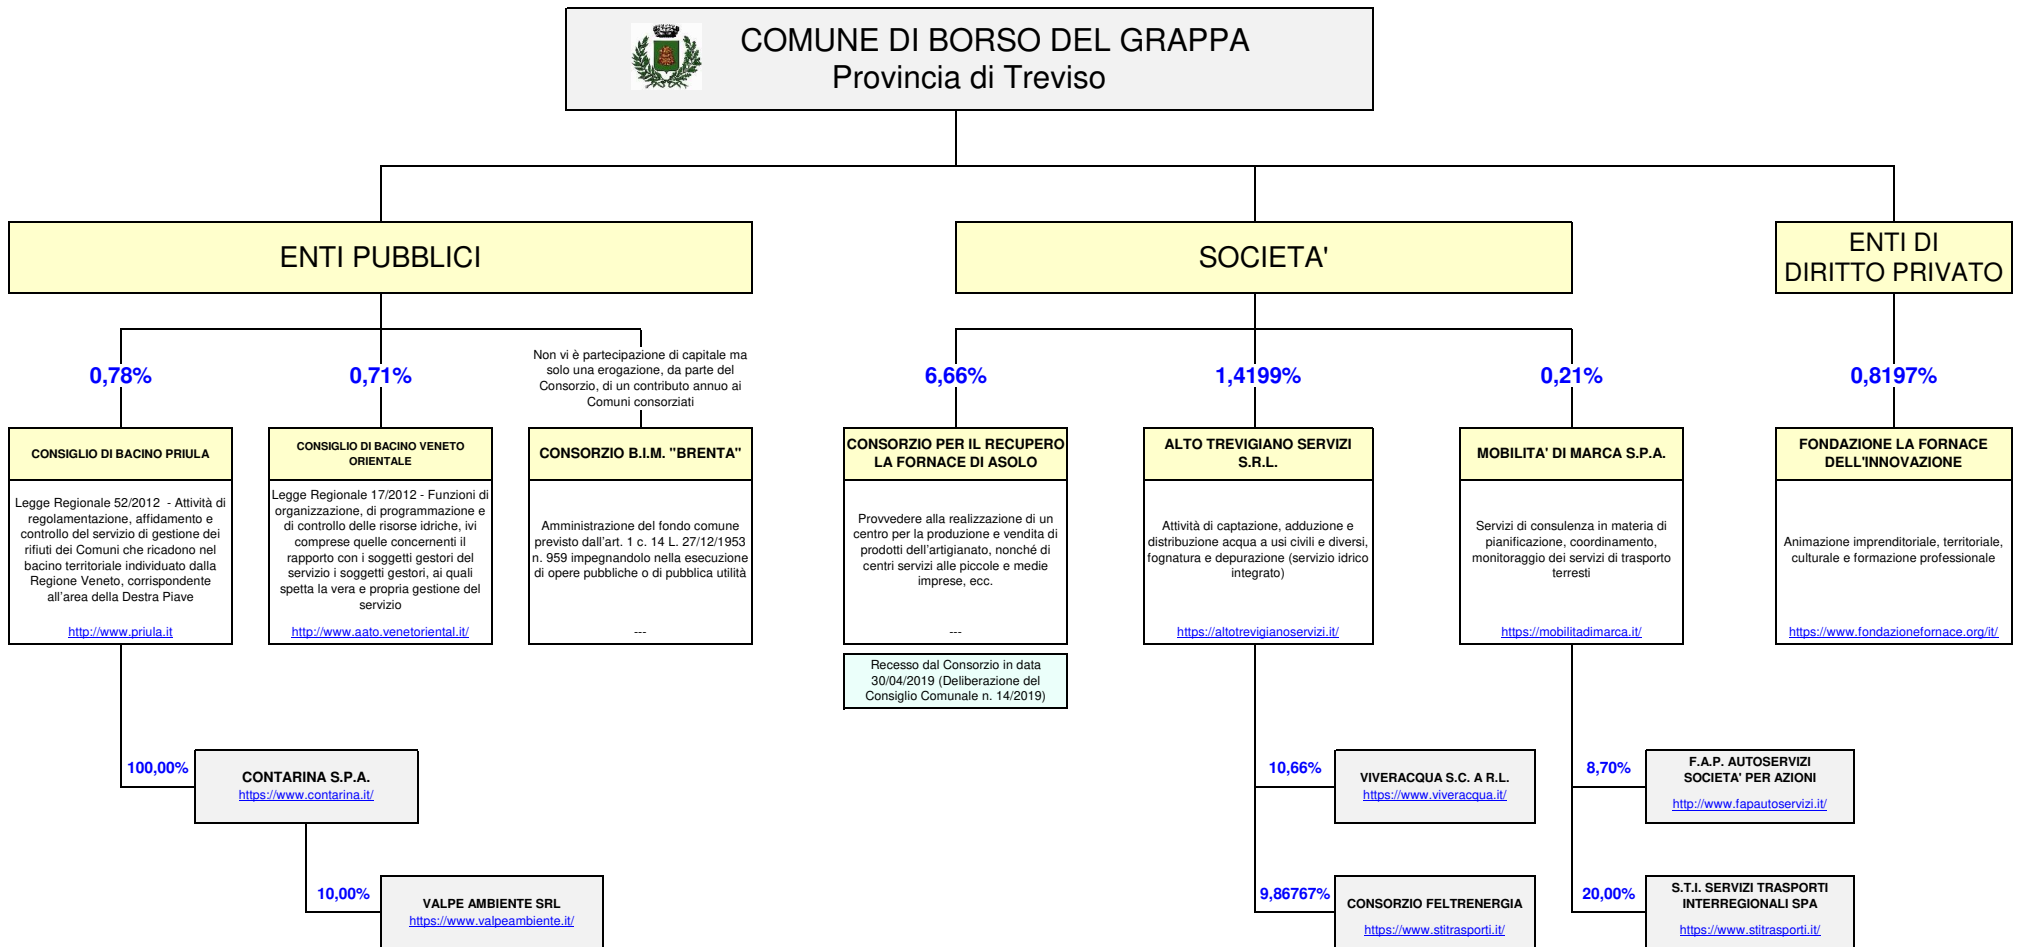 COMUNE DI BORSO DEL GRAPPA
Provincia di Treviso
ENTI PUBBLICI
SOCIETA'
ENTI DI
DIRITTO PRIVATO
0,78%
0,71%
Non vi è partecipazione di capitale ma
solo una erogazione, da parte del
Consorzio, di un contributo annuo ai
Comuni consorziati
6,66%
1,4199%
0,21%
0,8197%
CONSIGLIO DI BACINO PRIULA
Legge Regionale 52/2012  - Attività di
regolamentazione, affidamento e
controllo del servizio di gestione dei
rifiuti dei Comuni che ricadono nel
bacino territoriale individuato dalla
Regione Veneto, corrispondente
all'area della Destra Piave
http://www.priula.it
CONSIGLIO DI BACINO VENETO
ORIENTALE
Legge Regionale 17/2012 - Funzioni di
organizzazione, di programmazione e
di controllo delle risorse idriche, ivi
comprese quelle concernenti il
rapporto con i soggetti gestori del
servizio i soggetti gestori, ai quali
spetta la vera e propria gestione del
servizio
http://www.aato.venetoriental.it/
CONSORZIO B.I.M. "BRENTA"
Amministrazione del fondo comune
previsto dall'art. 1 c. 14 L. 27/12/1953
n. 959 impegnandolo nella esecuzione
di opere pubbliche o di pubblica utilità
---
CONSORZIO PER IL RECUPERO
LA FORNACE DI ASOLO
Provvedere alla realizzazione di un
centro per la produzione e vendita di
prodotti dell'artigianato, nonché di
centri servizi alle piccole e medie
imprese, ecc.
---
Recesso dal Consorzio in data
30/04/2019 (Deliberazione del
Consiglio Comunale n. 14/2019)
ALTO TREVIGIANO SERVIZI
S.R.L.
Attività di captazione, adduzione e
distribuzione acqua a usi civili e diversi,
fognatura e depurazione (servizio idrico
integrato)
https://altotrevigianoservizi.it/
MOBILITA' DI MARCA S.P.A.
Servizi di consulenza in materia di
pianificazione, coordinamento,
monitoraggio dei servizi di trasporto
terresti
https://mobilitadimarca.it/
FONDAZIONE LA FORNACE
DELL'INNOVAZIONE
Animazione imprenditoriale, territoriale,
culturale e formazione professionale
https://www.fondazionefornace.org/it/
100,00%
CONTARINA S.P.A.
https://www.contarina.it/
10,66%
VIVERACQUA S.C. A R.L.
https://www.viveracqua.it/
8,70%
F.A.P. AUTOSERVIZI
SOCIETA' PER AZIONI
http://www.fapautoservizi.it/
10,00%
VALPE AMBIENTE SRL
https://www.valpeambiente.it/
9,86767%
CONSORZIO FELTRENERGIA
https://www.stitrasporti.it/
20,00%
S.T.I. SERVIZI TRASPORTI
INTERREGIONALI SPA
https://www.stitrasporti.it/